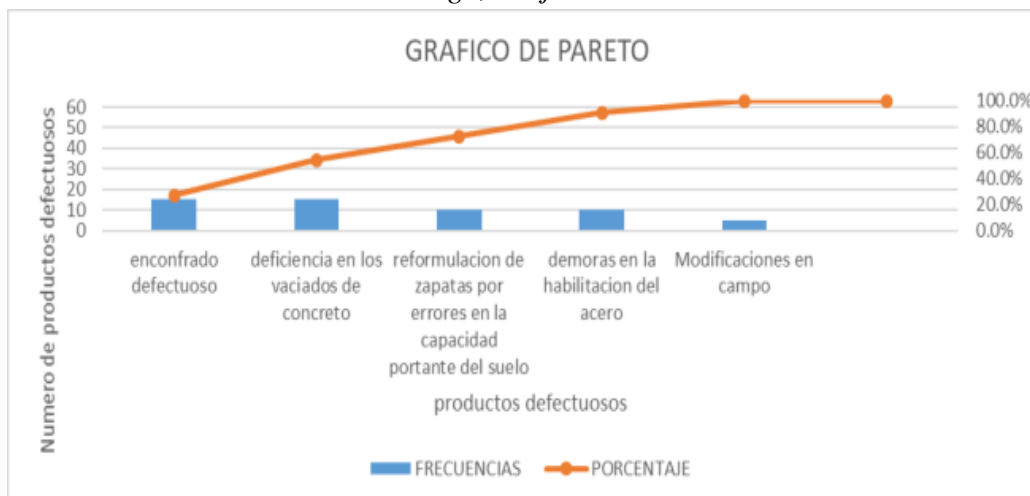 GRAFICO DE PARETO
Numero de productos defectuosos
60
50
40
30
20
10
0
100.0%
80.0%
60.0%
40.0%
20.0%
0.0%
enconfrado
defectuoso
deficiencia en los
vaciados de
concreto
reformulacion de
zapatas por
errores en la
capacidad
portante del suelo
demoras en la
habilitacion del
acero
Modificaciones en
campo
productos defectuosos
FRECUENCIAS
PORCENTAJE